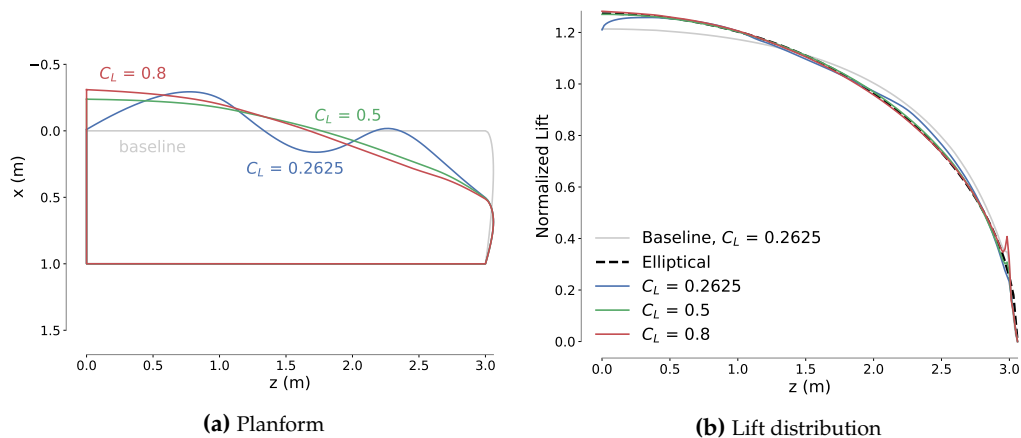 −0.5
0.0
0.5
1.0
1.5
x (m)
C_L = 0.8
C_L = 0.5
baseline
C_L = 0.2625
0.0 0.5 1.0 1.5 2.0 2.5 3.0
z (m)
(a) Planform
1.2
1.0
0.8
0.6
0.4
0.2
0.0
Normalized Lift
Baseline, C_L = 0.2625
Elliptical
C_L = 0.2625
C_L = 0.5
C_L = 0.8
0.0 0.5 1.0 1.5 2.0 2.5 3.0
z (m)
(b) Lift distribution